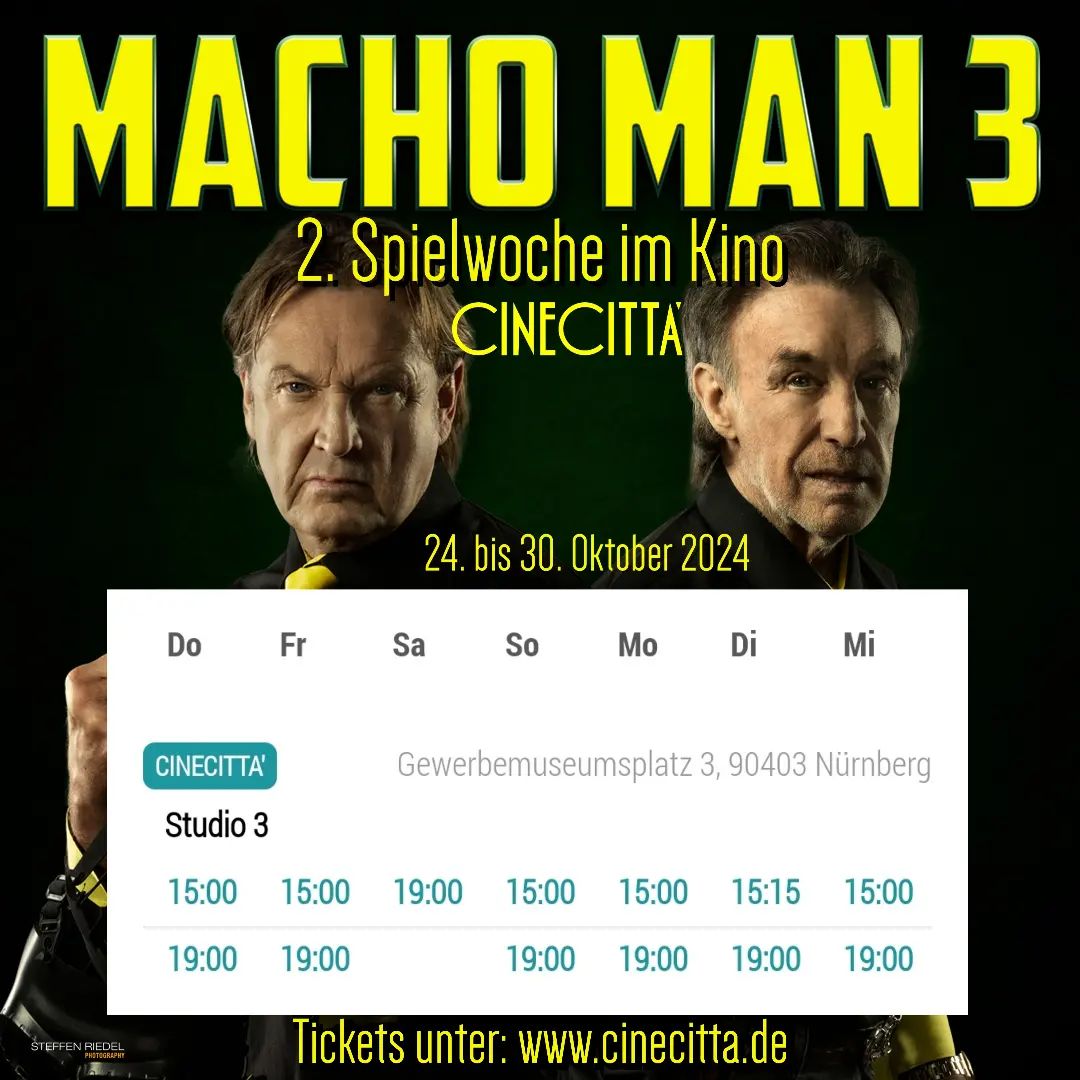 MACHO MAN 3
2. Spielwoche im Kino
CINECITTA'
24. bis 30. Oktober 2024
Do Fr Sa So Mo Di Mi
CINECITTA' Gewerbemuseumsplatz 3, 90403 Nürnberg
Studio 3
15:00 15:00 19:00 15:00 15:00 15:15 15:00
19:00 19:00 19:00 19:00 19:00 19:00
STEFFEN RIEDEL
PHOTOGRAPHY
Tickets unter: www.cinecitta.de